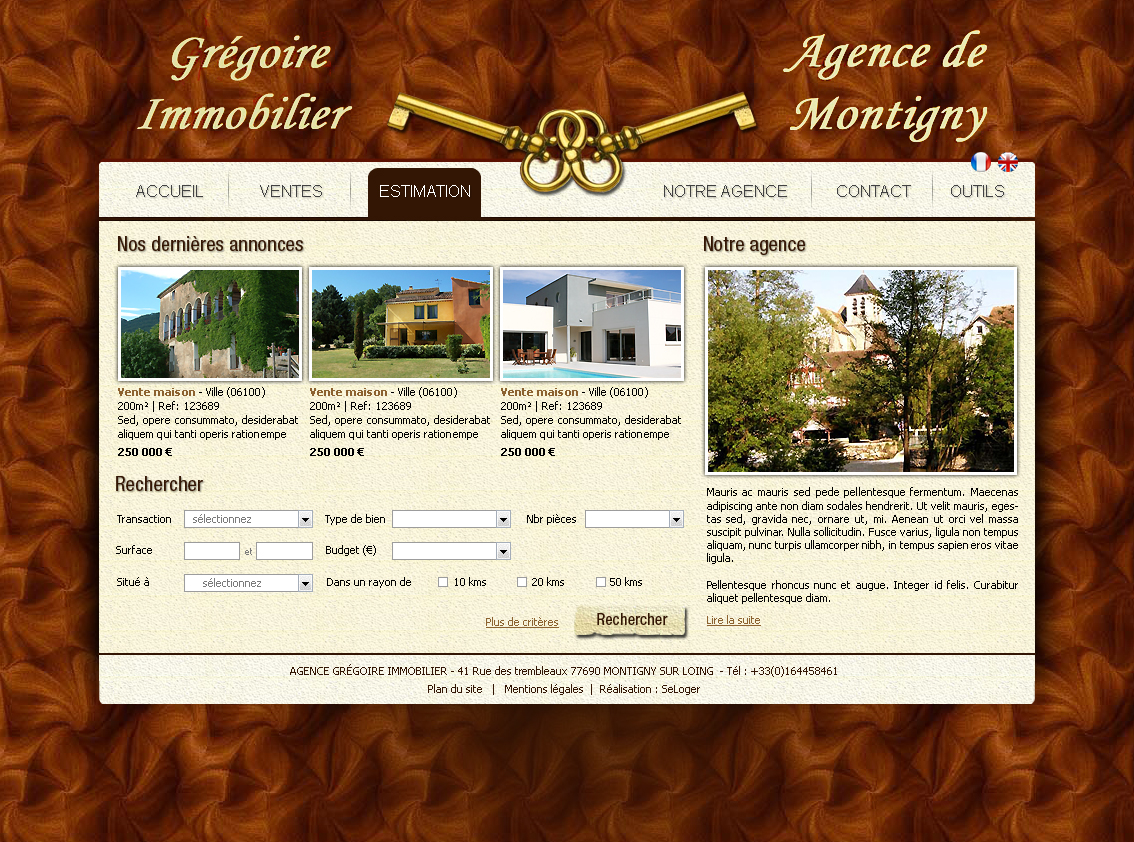 Grégoire
Immobilier
Agence de
Montigny
ACCUEIL
VENTES
ESTIMATION
NOTRE AGENCE
CONTACT
OUTILS
Nos dernières annonces
Vente maison - Ville (06100)
200m² | Ref: 123689
Sed, opere consummato, desiderabat
aliquem qui tanti operis rationempe
250 000 €
Vente maison - Ville (06100)
200m² | Ref: 123689
Sed, opere consummato, desiderabat
aliquem qui tanti operis rationempe
250 000 €
Vente maison - Ville (06100)
200m² | Ref: 123689
Sed, opere consummato, desiderabat
aliquem qui tanti operis rationempe
250 000 €
Rechercher
Transaction sélectionnez Type de bien Nbr pièces
Surface et Budget (€)
Situé à sélectionnez Dans un rayon de 10 kms 20 kms 50 kms
Plus de critères Rechercher
Notre agence
Mauris ac mauris sed pede pellentesque fermentum. Maecenas
adipiscing ante non diam sodales hendrerit. Ut velit mauris, eges-
tas sed, gravida nec, ornare ut, mi. Aenean ut orci vel massa
suscipit pulvinar. Nulla sollicitudin. Fusce varius, ligula non tempus
aliquam, nunc turpis ullamcorper nibh, in tempus sapien eros vitae
ligula.
Pellentesque rhoncus nunc et augue. Integer id felis. Curabitur
aliquet pellentesque diam.
Lire la suite
AGENCE GRÉGOIRE IMMOBILIER - 41 Rue des trembleaux 77690 MONTIGNY SUR LOING - Tél : +33(0)164458461
Plan du site | Mentions légales | Réalisation : SeLoger